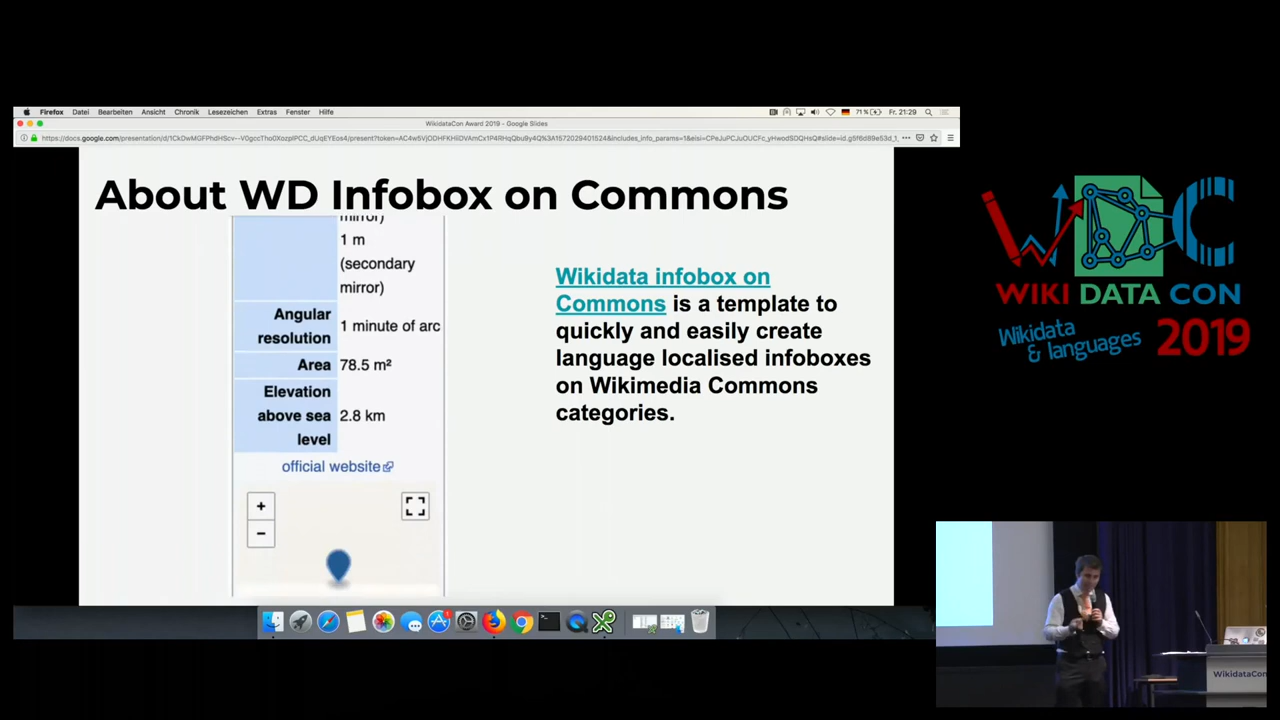 Firefox Datei Bearbeiten Ansicht Chronik Lesezeichen Extras Fenster Hilfe
71 % Fr. 21:29
WikidataCon Award 2019 - Google Slides
About WD Infobox on Commons
mirror)
1 m
(secondary
mirror)
Angular
resolution
1 minute of arc
Area 78.5 m²
Elevation
above sea
level
2.8 km
official website
+
−
Wikidata infobox on
Commons is a template to
quickly and easily create
language localised infoboxes
on Wikimedia Commons
categories.
WIKI DATA CON
Wikidata
& languages
2019
WikidataCon